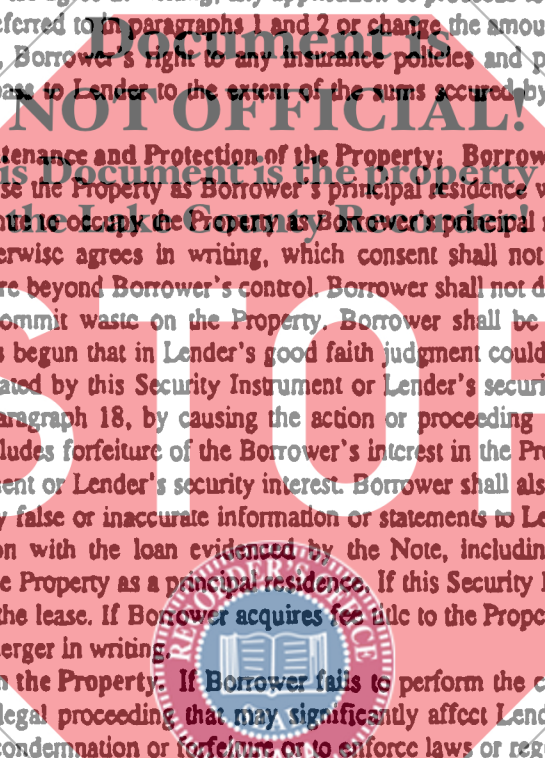 referred to in paragraphs 1 and 2 or change the amou
, Borrower's right to any insurance policies and p
pass to Lender to the extent of the sums secured by
Document is
NOT OFFICIAL!
This Document is the property
the Lake County Recorder!
STOP
tenance and Protection of the Property; Borrow
se the Property as Borrower's principal residence w
nue to occupy the Property as Borrower's principal
erwise agrees in writing, which consent shall not
re beyond Borrower's control. Borrower shall not d
ommit waste on the Property. Borrower shall be
s begun that in Lender's good faith judgment could
ated by this Security Instrument or Lender's securi
aragraph 18, by causing the action or proceeding
ludes forfeiture of the Borrower's interest in the Pr
ent or Lender's security interest. Borrower shall als
y false or inaccurate information or statements to Le
on with the loan evidenced by the Note, includin
e Property as a principal residence. If this Security
the lease. If Borrower acquires fee title to the Prope
erger in writing.
n the Property. If Borrower fails to perform the c
legal proceeding that may significantly affect Lend
condemnation or forfeiture or to enforce laws or reg
RECORDER'S OFFICE